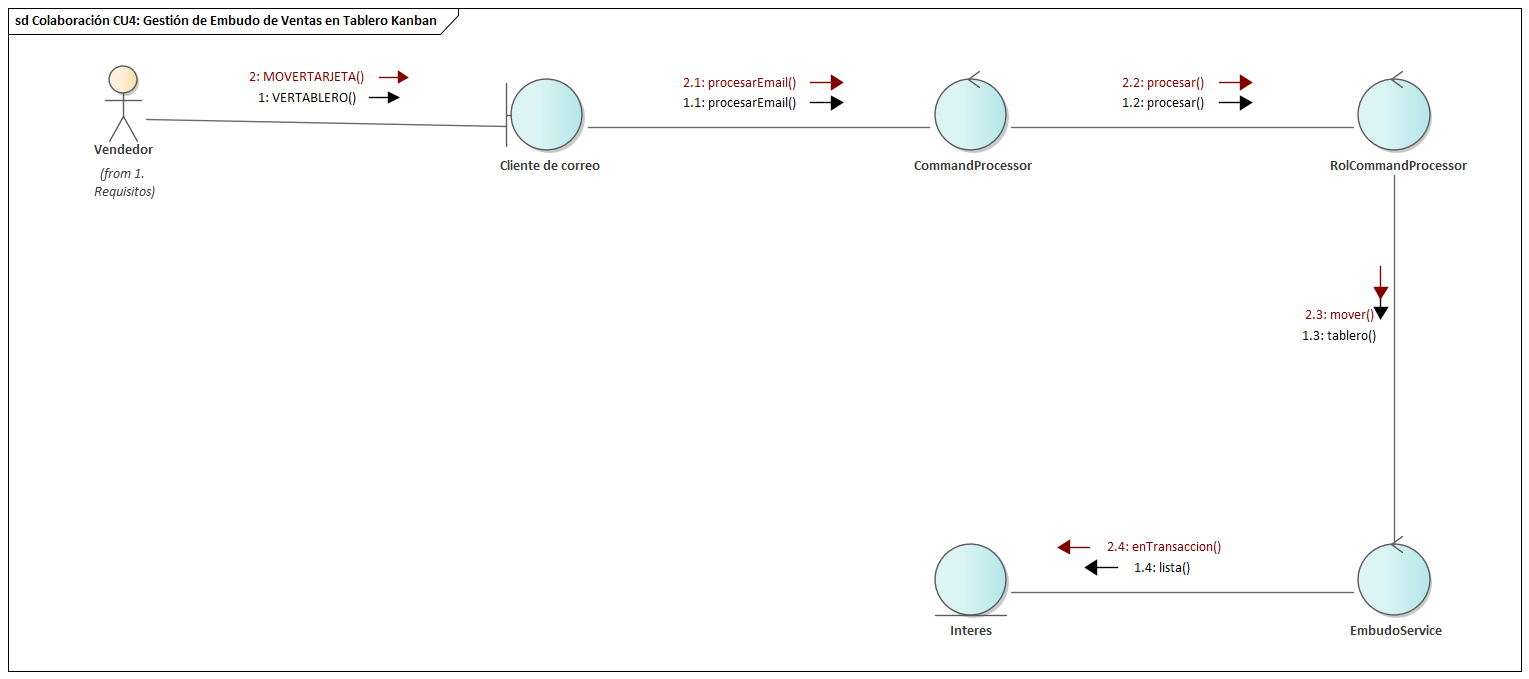 sd Colaboración CU4: Gestión de Embudo de Ventas en Tablero Kanban
2: MOVERTARJETA()
1: VERTABLERO()
2.1: procesarEmail()
1.1: procesarEmail()
2.2: procesar()
1.2: procesar()
Vendedor
(from 1.
Requisitos)
Cliente de correo
CommandProcessor
RolCommandProcessor
2.3: mover()
1.3: tablero()
2.4: enTransaccion()
1.4: lista()
Interes
EmbudoService